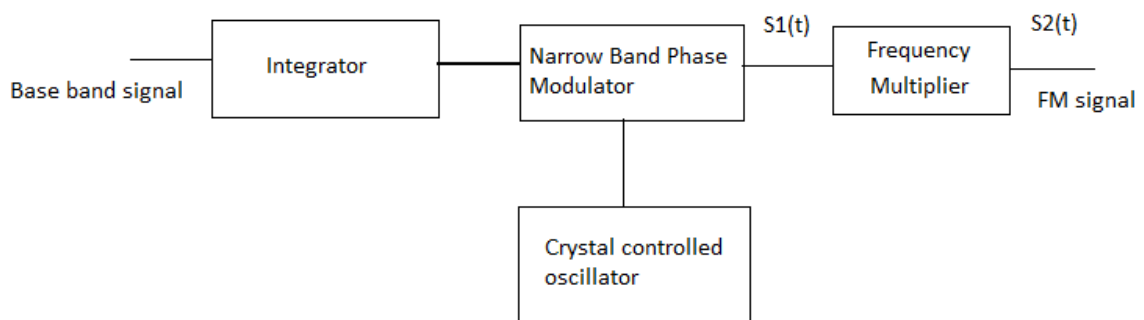 Base band signal
Integrator
Narrow Band Phase
Modulator
S1(t)
Frequency
Multiplier
S2(t)
FM signal
Crystal controlled
oscillator